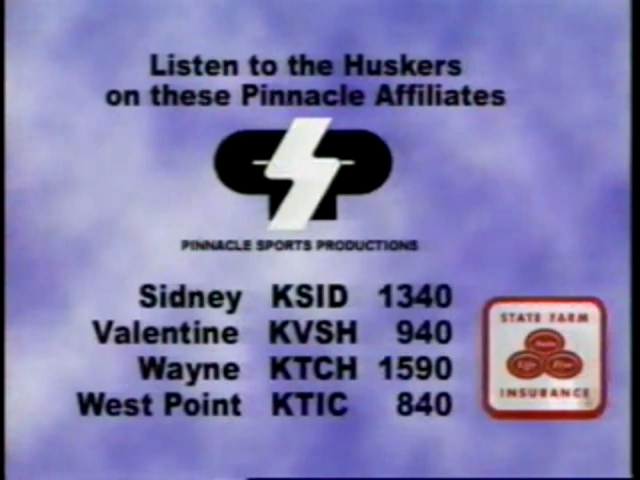 Listen to the Huskers
on these Pinnacle Affiliates
PINNACLE SPORTS PRODUCTIONS
Sidney KSID 1340
Valentine KVSH 940
Wayne KTCH 1590
West Point KTIC 840
STATE FARM
INSURANCE